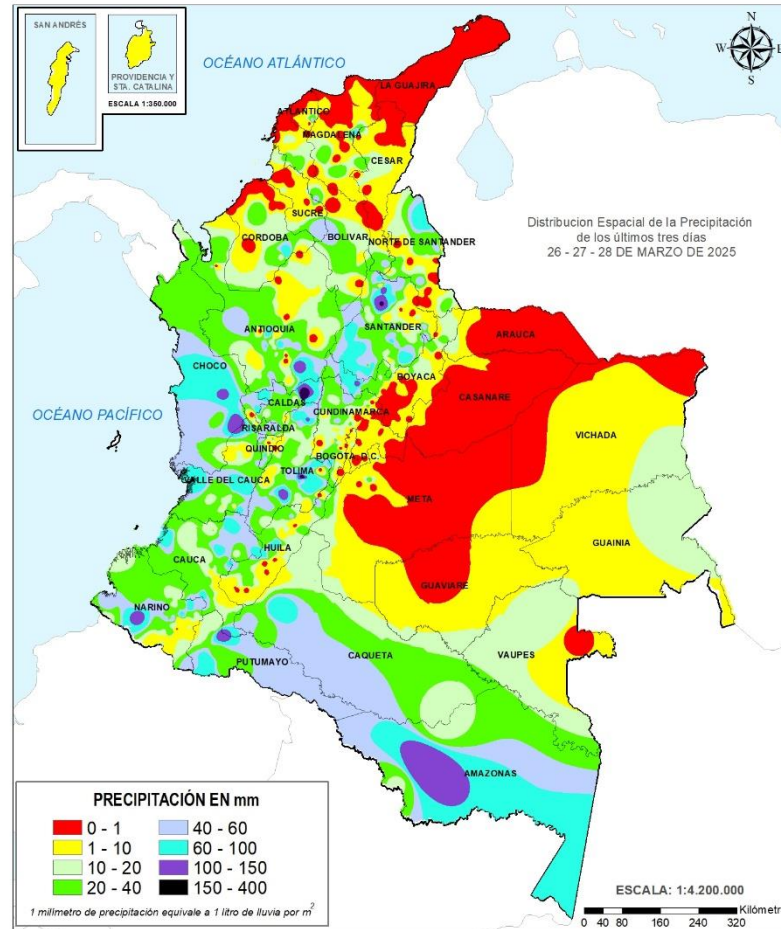 SAN ANDRÉS
PROVIDENCIA Y
STA. CATALINA
ESCALA 1:350.000
OCÉANO ATLÁNTICO
N
W
E
S
LA GUAJIRA
ATLANTICO
MAGDALENA
CESAR
SUCRE
CORDOBA
BOLIVAR
NORTE DE SANTANDER
Distribucion Espacial de la Precipitación
de los últimos tres días
26 - 27 - 28 DE MARZO DE 2025
ANTIOQUIA
SANTANDER
ARAUCA
CHOCO
BOYACA
CASANARE
OCÉANO PACÍFICO
CALDAS
CUNDINAMARCA
RISARALDA
VICHADA
QUINDIO
BOGOTA D.C.
TOLIMA
VALLE DEL CAUCA
META
GUAINIA
HUILA
CAUCA
GUAVIARE
NARIÑO
CAQUETA
VAUPES
PUTUMAYO
AMAZONAS
PRECIPITACIÓN EN mm
0 - 1 40 - 60
1 - 10 60 - 100
10 - 20 100 - 150
20 - 40 150 - 400
1 milímetro de precipitación equivale a 1 litro de lluvia por m²
ESCALA: 1:4.200.000
Kilómetr
0 40 80 160 240 320